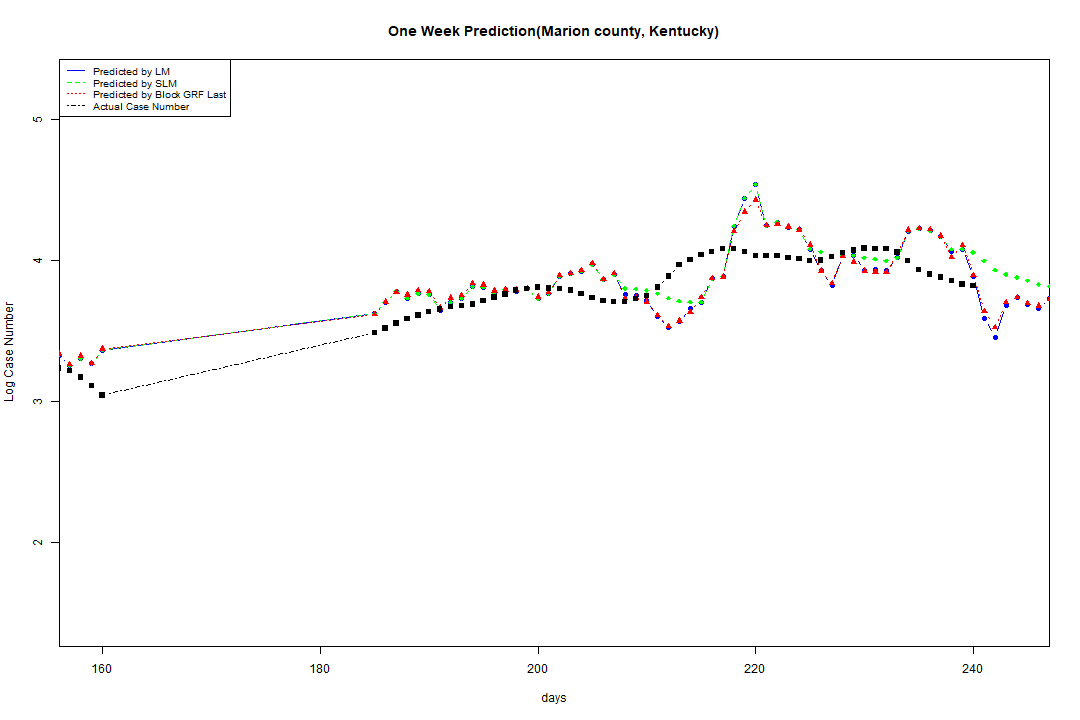 One Week Prediction(Marion county, Kentucky)
Predicted by LM
Predicted by SLM
Predicted by Block GRF Last
Actual Case Number
5
4
3
2
Log Case Number
160 180 200 220 240
days